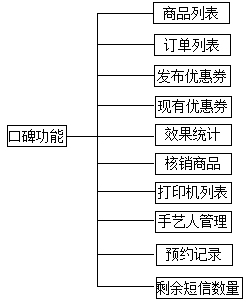 商品列表
订单列表
发布优惠券
现有优惠券
口碑功能
效果统计
核销商品
打印机列表
手艺人管理
预约记录
剩余短信数量